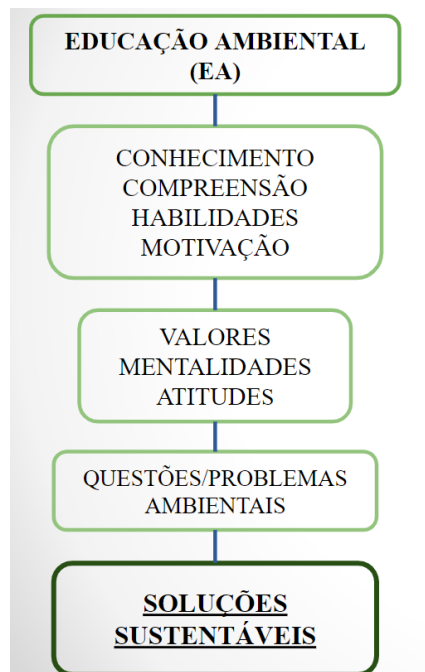 EDUCAÇÃO AMBIENTAL
(EA)
CONHECIMENTO
COMPREENSÃO
HABILIDADES
MOTIVAÇÃO
VALORES
MENTALIDADES
ATITUDES
QUESTÕES/PROBLEMAS
AMBIENTAIS
SOLUÇÕES
SUSTENTÁVEIS